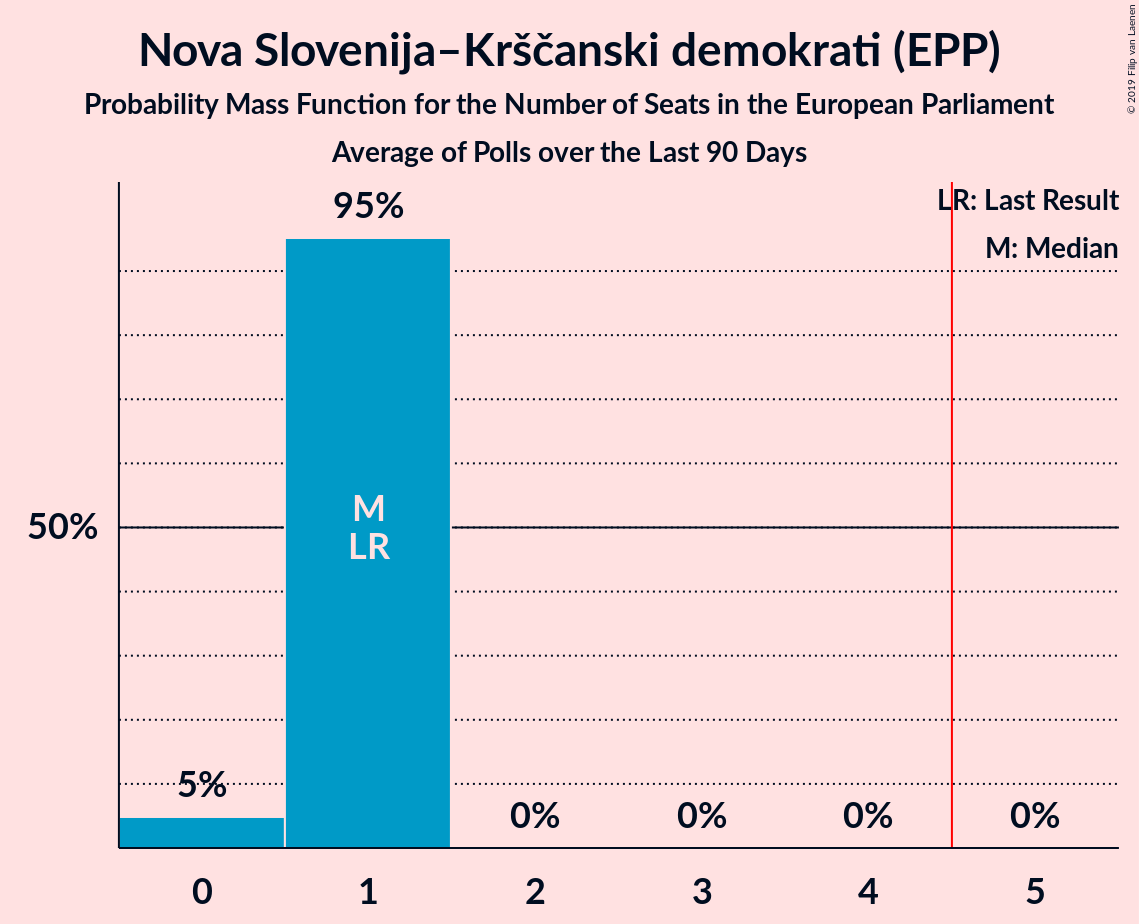 Nova Slovenija–Krščanski demokrati (EPP)
Probability Mass Function for the Number of Seats in the European Parliament
Average of Polls over the Last 90 Days
© 2019 Filip van Laenen
LR: Last Result
M: Median
95%
50%
M
LR
5%
0%
0%
0%
0%
0
1
2
3
4
5